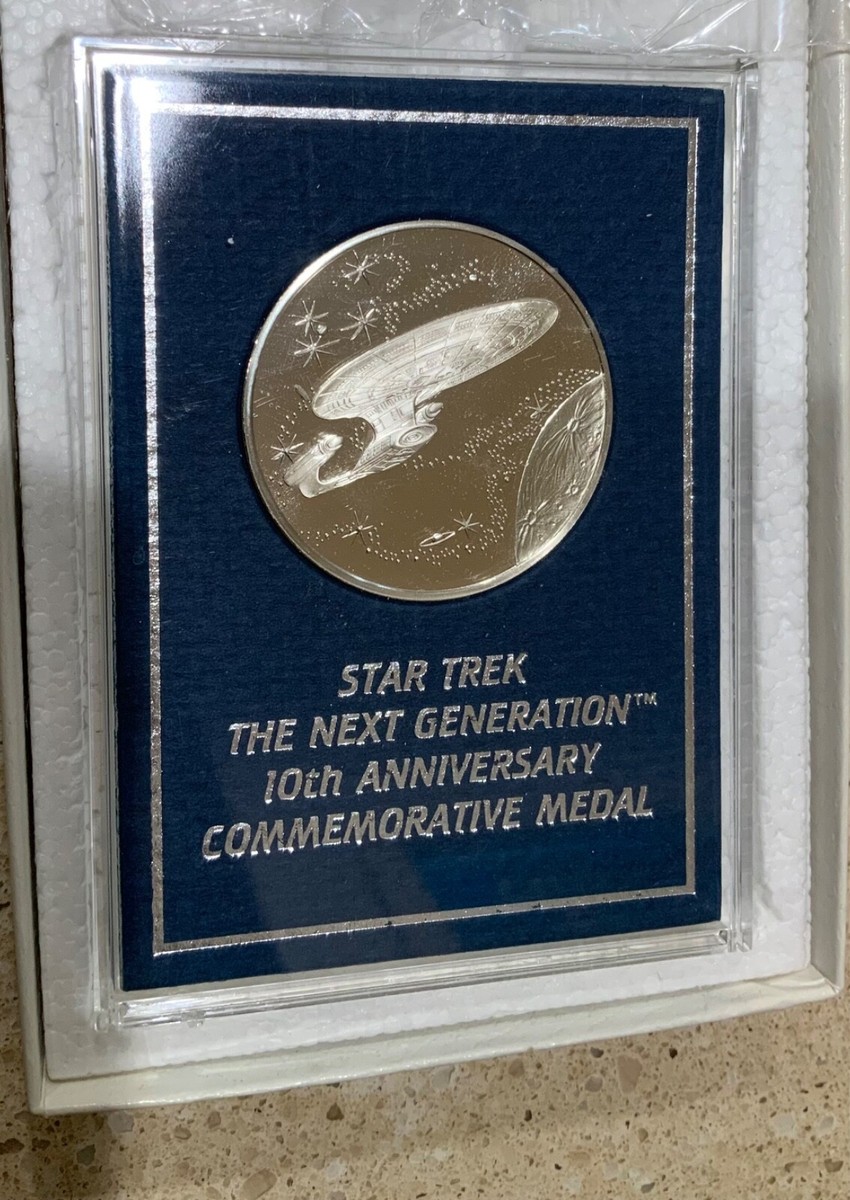 STAR TREK
THE NEXT GENERATION™
10th ANNIVERSARY
COMMEMORATIVE MEDAL